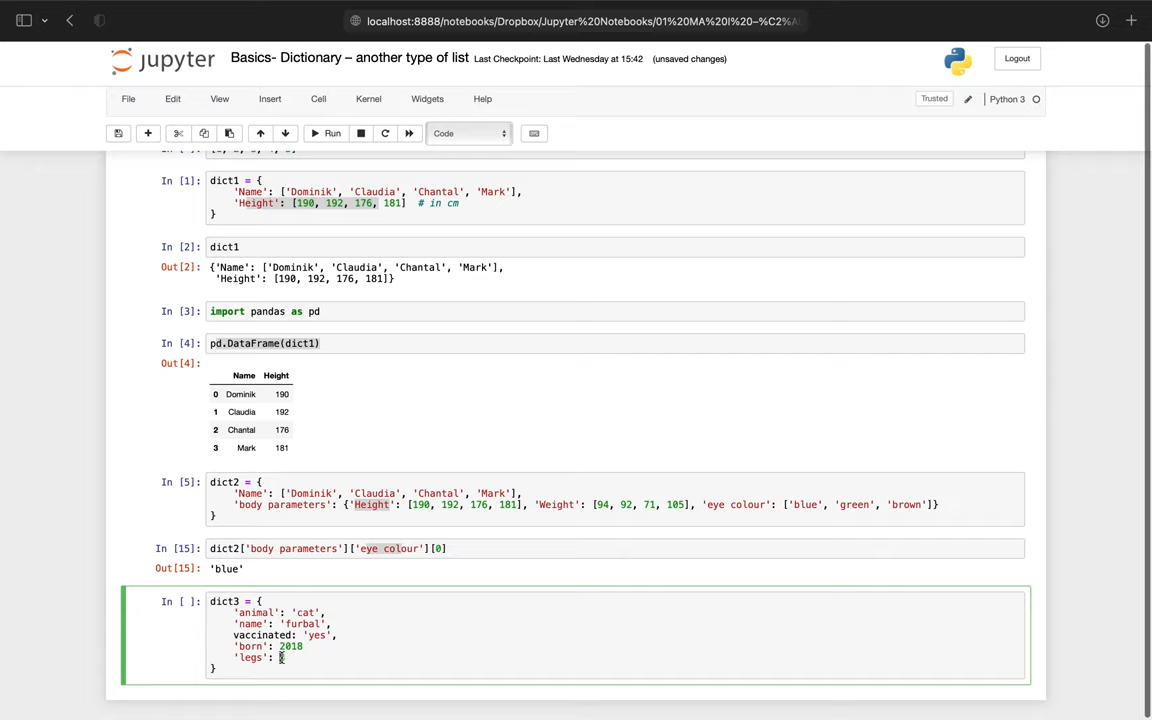 localhost:8888/notebooks/Dropbox/Jupyter%20Notebooks/01%20MA%20I%20–%C2%A
jupyter Basics- Dictionary – another type of list Last Checkpoint: Last Wednesday at 15:42 (unsaved changes) Logout
File Edit View Insert Cell Kernel Widgets Help Trusted Python 3
Run Code
In [1]: dict1 = {
'Name': ['Dominik', 'Claudia', 'Chantal', 'Mark'],
'Height': [190, 192, 176, 181] # in cm
}
In [2]: dict1
Out[2]: {'Name': ['Dominik', 'Claudia', 'Chantal', 'Mark'],
'Height': [190, 192, 176, 181]}
In [3]: import pandas as pd
In [4]: pd.DataFrame(dict1)
Out[4]:
Name Height
0 Dominik 190
1 Claudia 192
2 Chantal 176
3 Mark 181
In [5]: dict2 = {
'Name': ['Dominik', 'Claudia', 'Chantal', 'Mark'],
'body parameters': {'Height': [190, 192, 176, 181], 'Weight': [94, 92, 71, 105], 'eye colour': ['blue', 'green', 'brown']}
}
In [15]: dict2['body parameters']['eye colour'][0]
Out[15]: 'blue'
In [ ]: dict3 = {
'animal': 'cat',
'name': 'furbal',
vaccinated: 'yes',
'born': 2018
'legs':
}